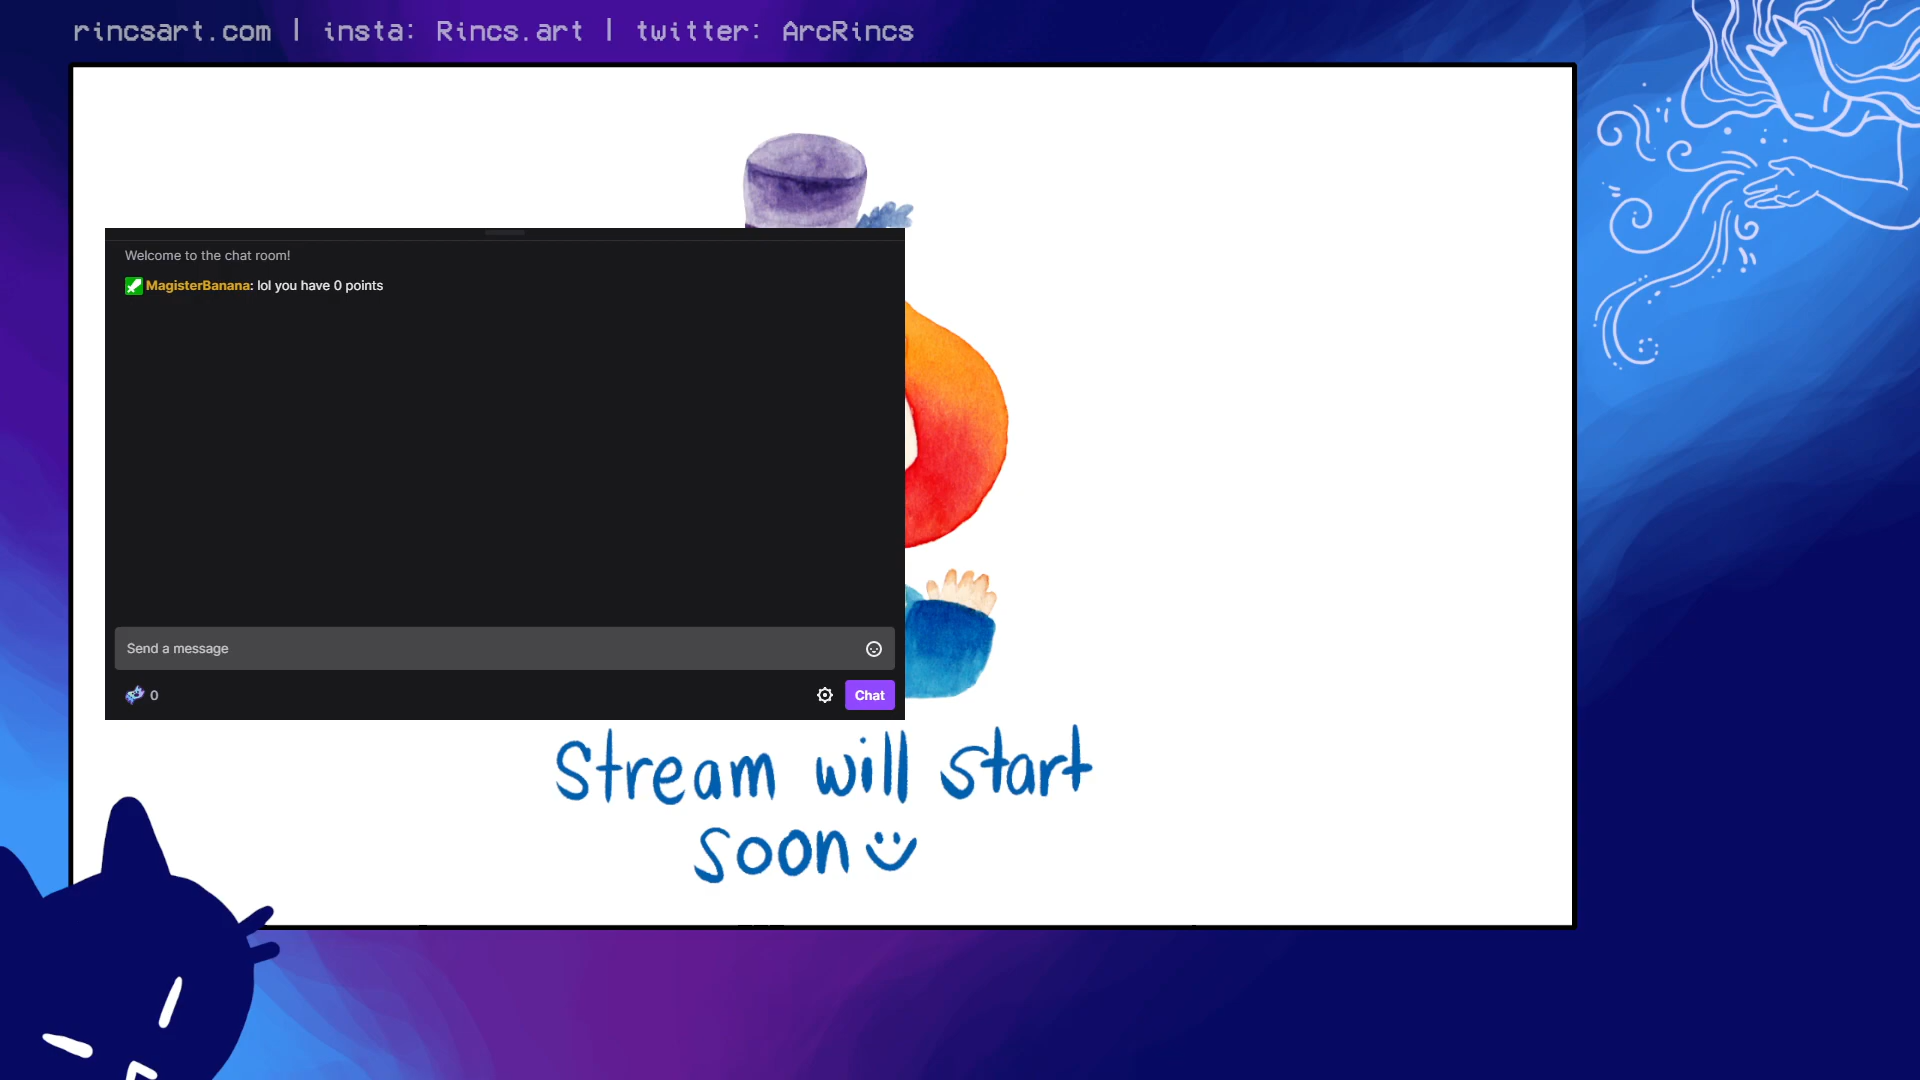 rincsart.com | insta: Rincs.art | twitter: ArcRincs
Welcome to the chat room!
MagisterBanana: lol you have 0 points
Send a message
0
Chat
Stream will start
soon